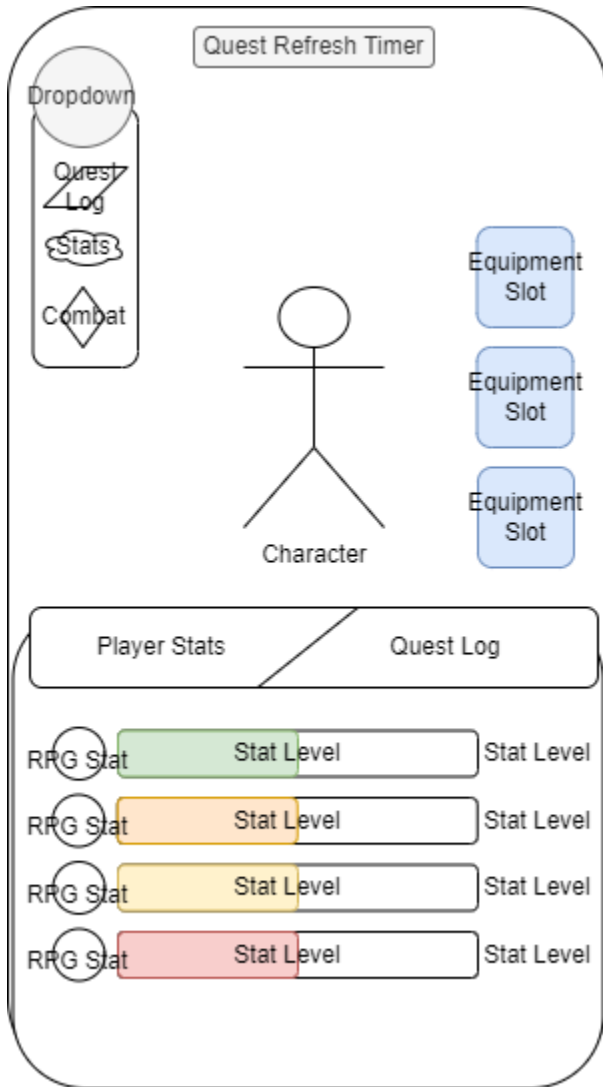 Quest Refresh Timer
Dropdown
Quest
Log
Stats
Combat
Equipment
Slot
Equipment
Slot
Equipment
Slot
Character
Player Stats
Quest Log
RPG Stat
Stat Level
Stat Level
RPG Stat
Stat Level
Stat Level
RPG Stat
Stat Level
Stat Level
RPG Stat
Stat Level
Stat Level